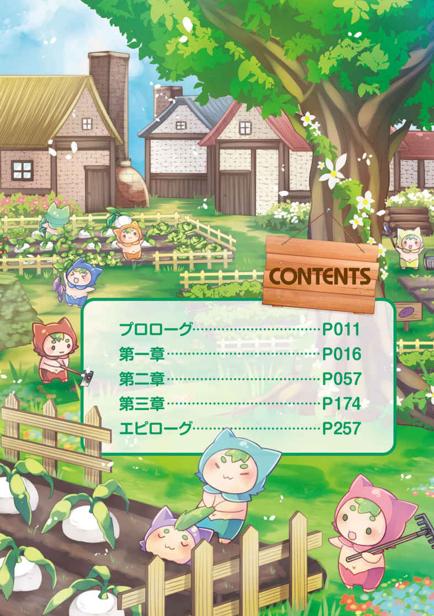 CONTENTS
プロローグ……………………………P011
第一章……………………………………P016
第二章……………………………………P057
第三章……………………………………P174
エピローグ……………………………P257